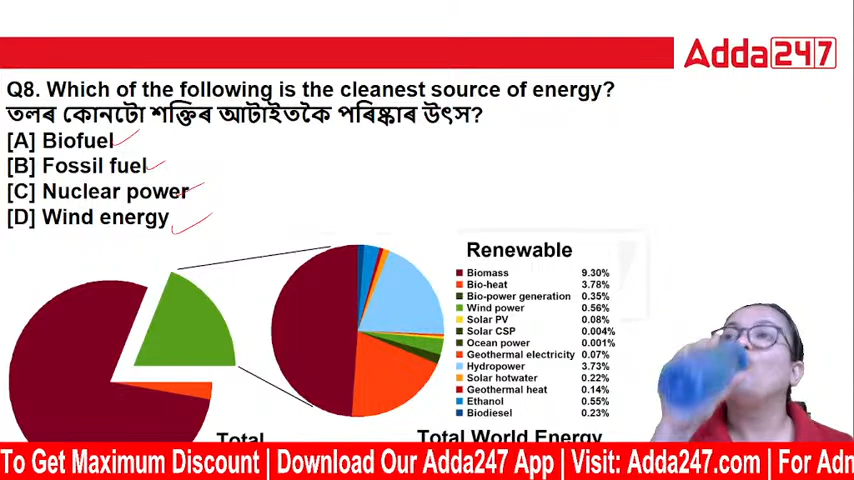 Adda247
Q8. Which of the following is the cleanest source of energy?
তলৰ কোনটো শক্তিৰ আটাইতকৈ পৰিষ্কাৰ উৎস?
[A] Biofuel
[B] Fossil fuel
[C] Nuclear power
[D] Wind energy
Renewable
Biomass 9.30%
Bio-heat 3.78%
Bio-power generation 0.35%
Wind power 0.56%
Solar PV 0.08%
Solar CSP 0.004%
Ocean power 0.001%
Geothermal electricity 0.07%
Hydropower 3.73%
Solar hotwater 0.22%
Geothermal heat 0.14%
Ethanol 0.55%
Biodiesel 0.23%
Total
Total World Energy
To Get Maximum Discount | Download Our Adda247 App | Visit: Adda247.com | For